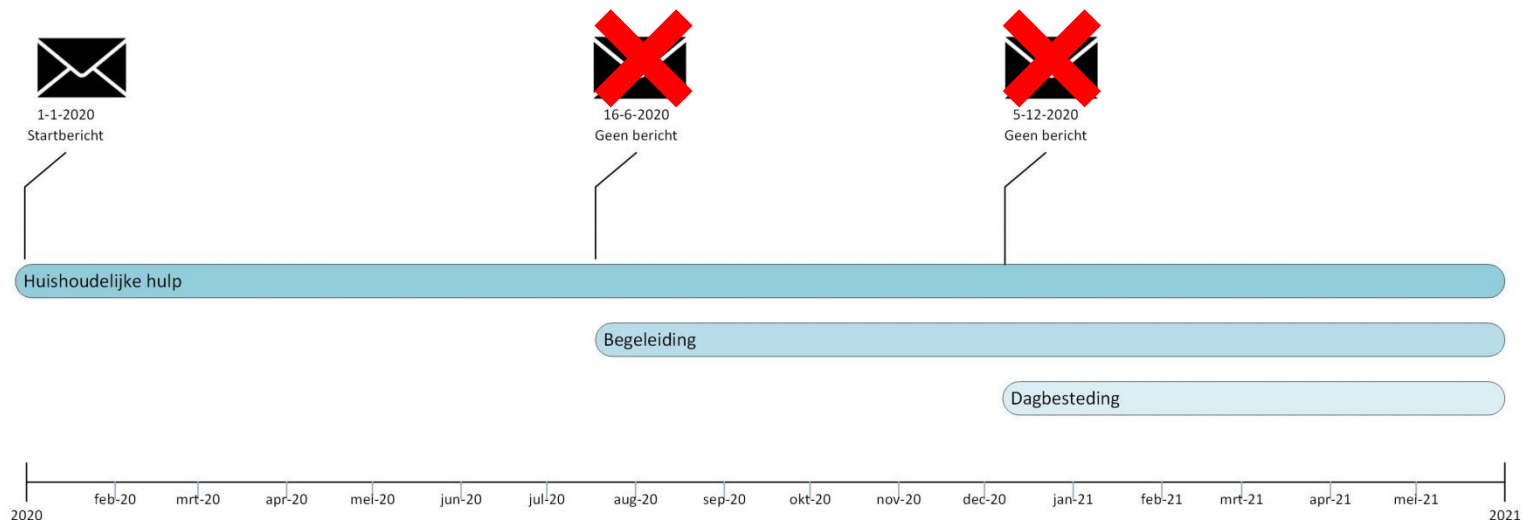 1-1-2020
Startbericht
16-6-2020
Geen bericht
5-12-2020
Geen bericht
Huishoudelijke hulp
Begeleiding
Dagbesteding
feb-20 mrt-20 apr-20 mei-20 jun-20 jul-20 aug-20 sep-20 okt-20 nov-20 dec-20 jan-21 feb-21 mrt-21 apr-21 mei-21
2020 2021